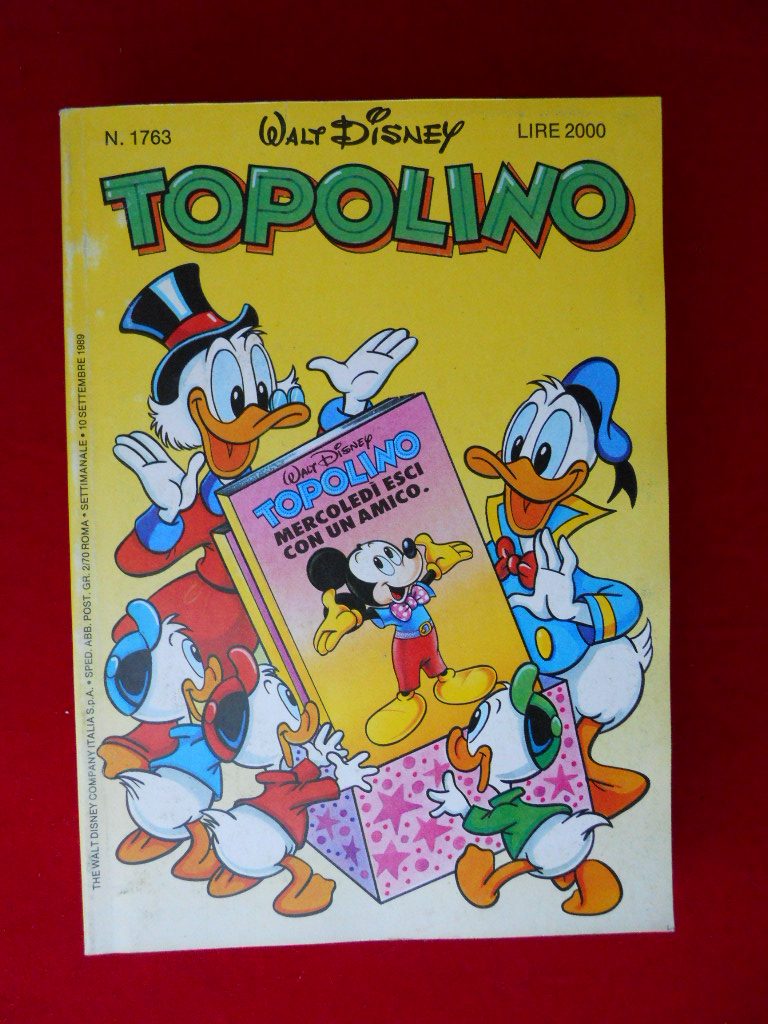 N. 1763
WALT DISNEY
LIRE 2000
TOPOLINO
THE WALT DISNEY COMPANY ITALIA S.p.A. • SPED. ABB. POST. GR. 2/70 ROMA • SETTIMANALE • 10 SETTEMBRE 1989
WALT DISNEY
TOPOLINO
MERCOLEDÌ ESCI
CON UN AMICO.